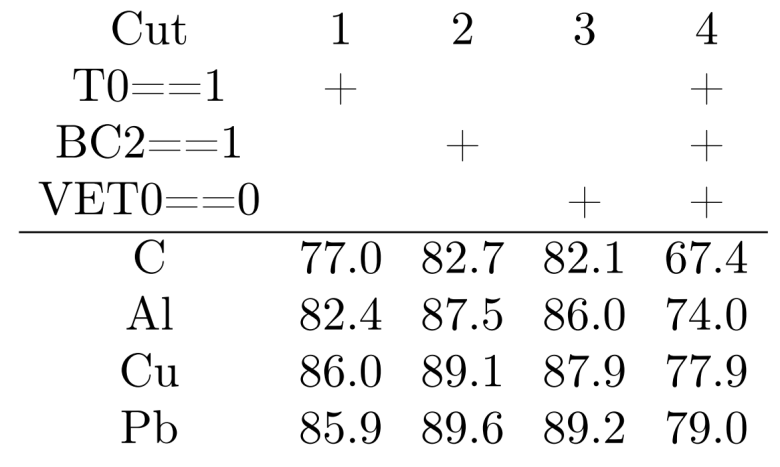 Cut 1 2 3 4
T0==1 + +
BC2==1 + +
VET0==0 + +
C 77.0 82.7 82.1 67.4
Al 82.4 87.5 86.0 74.0
Cu 86.0 89.1 87.9 77.9
Pb 85.9 89.6 89.2 79.0